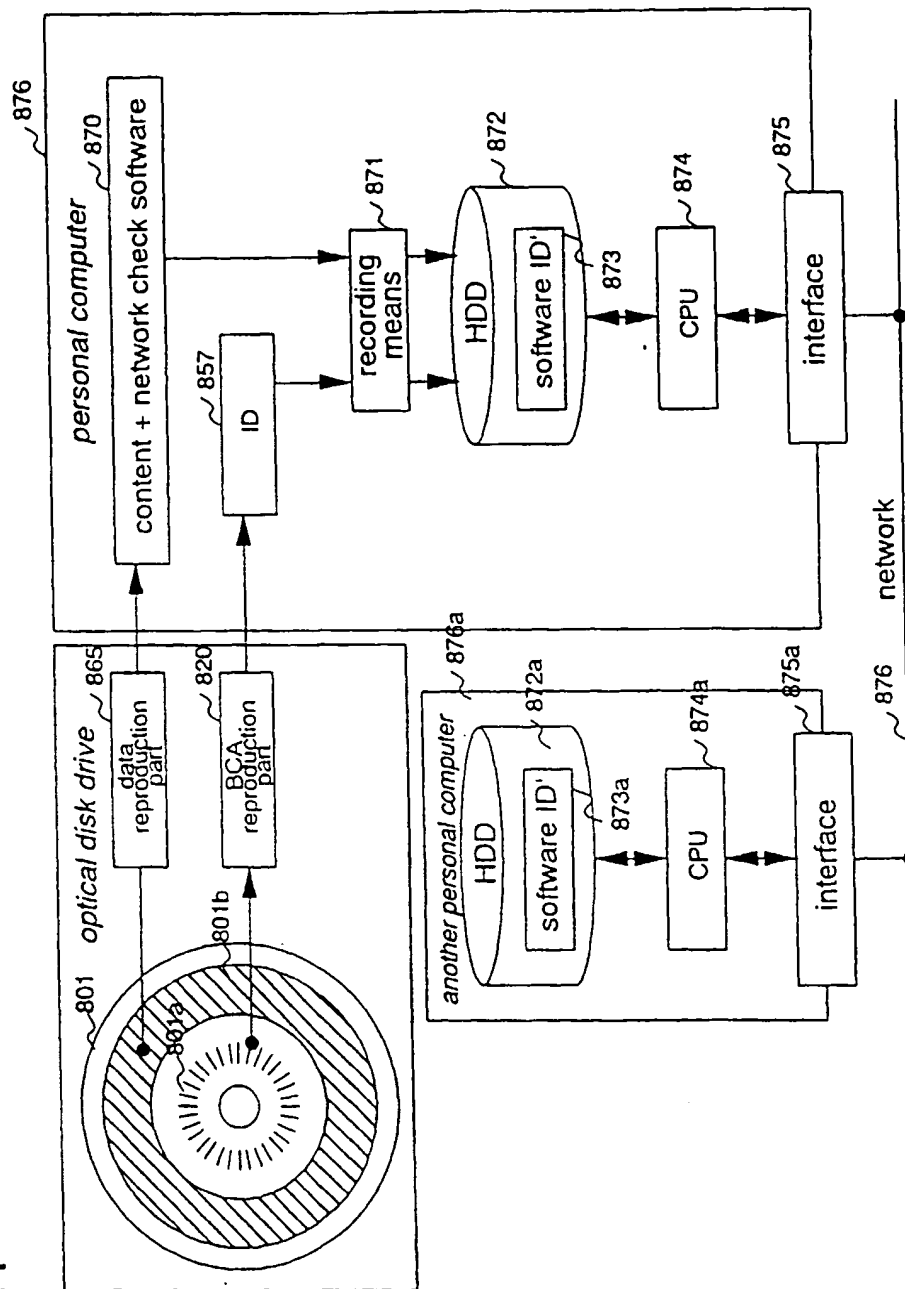 801
optical disk drive
801a
801b
data
reproduction
part
865
BCA
reproduction
part
820
876
personal computer
870
content + network check software
857
ID
871
recording
means
872
HDD
software ID'
873
874
CPU
875
interface
another personal computer
876a
HDD
872a
software ID'
873a
874a
CPU
875a
interface
876
network